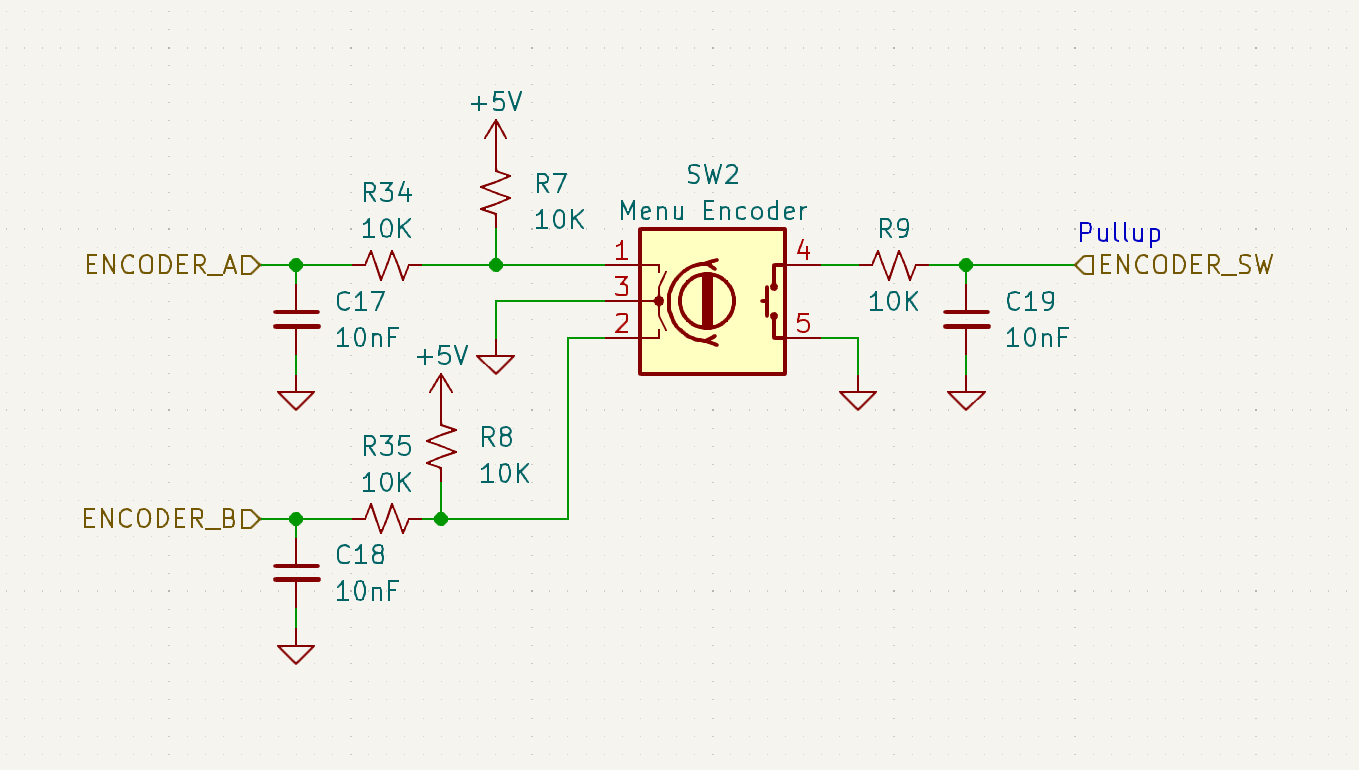 +5V
SW2
Menu Encoder
R34
10K
R7
10K
R9
10K
Pullup
ENCODER_A
ENCODER_SW
1
3
2
4
5
C17
10nF
C19
10nF
+5V
R35
10K
R8
10K
ENCODER_B
C18
10nF